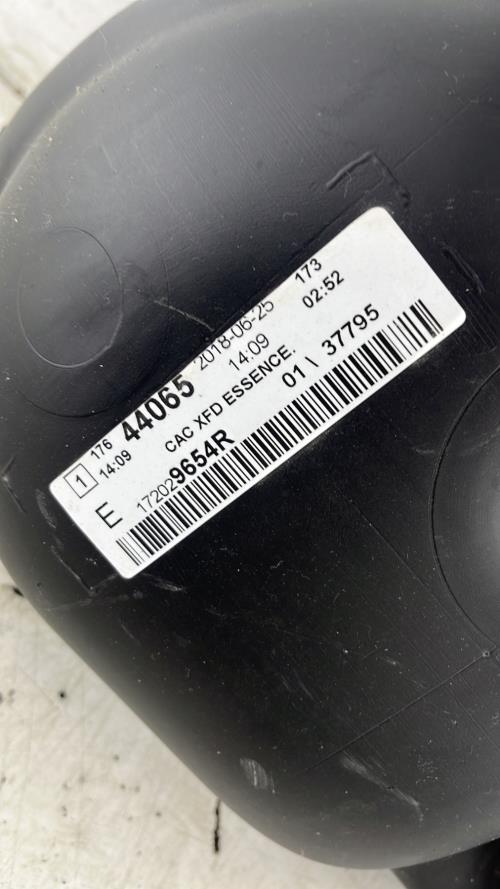 1 176 44065 2018-06-25 173
14:09 14:09 02:52
CAC XFD ESSENCE.
E 172029654R 01 \ 37795